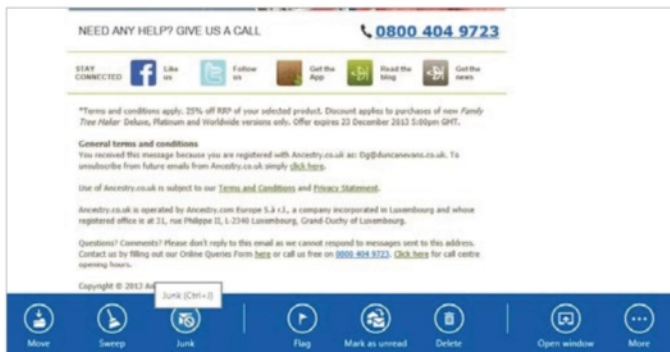 NEED ANY HELP? GIVE US A CALL
0800 404 9723
STAY CONNECTED
Like us
Follow us
Get the App
Read the blog
Get the news
*Terms and conditions apply. 25% off RRP of your selected product. Discount applies to purchases of new Family
Tree Maker Deluxe, Platinum and Worldwide versions only. Offer expires 23 December 2013 5:00pm GMT.
General terms and conditions
You received this message because you are registered with Ancestry.co.uk as: Eig@duncanevans.co.uk. To
unsubscribe from future emails from Ancestry.co.uk simply click here.
Use of Ancestry.co.uk is subject to our Terms and Conditions and Privacy Statement.
Ancestry.co.uk is operated by Ancestry.com Europe S.à r.l., a company incorporated in Luxembourg and whose
registered office is at 31, rue Philippe II, L-2340 Luxembourg, Grand Duchy of Luxembourg.
Questions? Comments? Please don't reply to this email as we cannot respond to messages sent to this address.
Contact us by filling out our Online Queries Form here or call us free on 0800 404 9723. Click here for call centre
opening hours.
Copyright © 2013
Junk (Ctrl+J)
Move
Sweep
Junk
Flag
Mark as unread
Delete
Open window
More